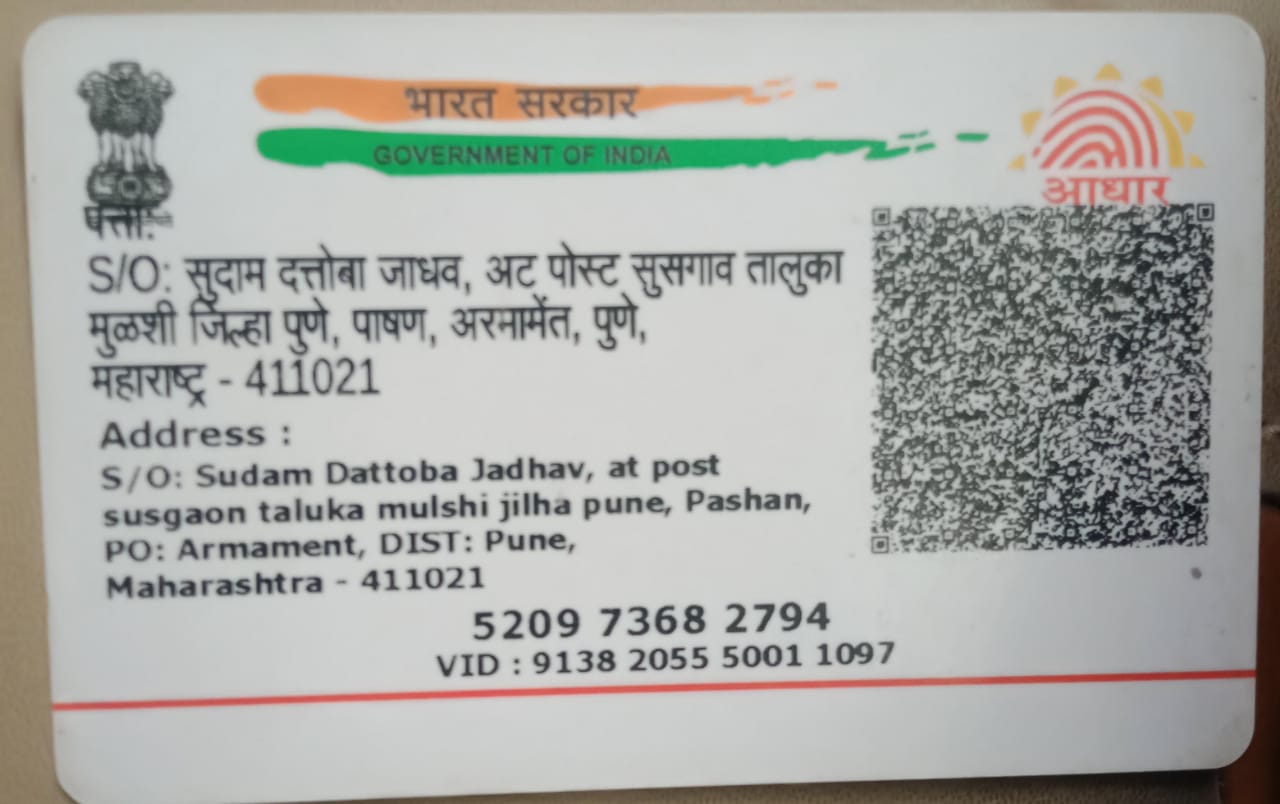 भारत सरकार
GOVERNMENT OF INDIA
आधार
पत्ता:
S/O: सुदाम दत्तोबा जाधव, अट पोस्ट सुसगाव तालुका
मुळशी जिल्हा पुणे, पाषण, अरमामेंत, पुणे,
महाराष्ट्र - 411021
Address :
S/O: Sudam Dattoba Jadhav, at post
susgaon taluka mulshi jilha pune, Pashan,
PO: Armament, DIST: Pune,
Maharashtra - 411021
5209 7368 2794
VID : 9138 2055 5001 1097